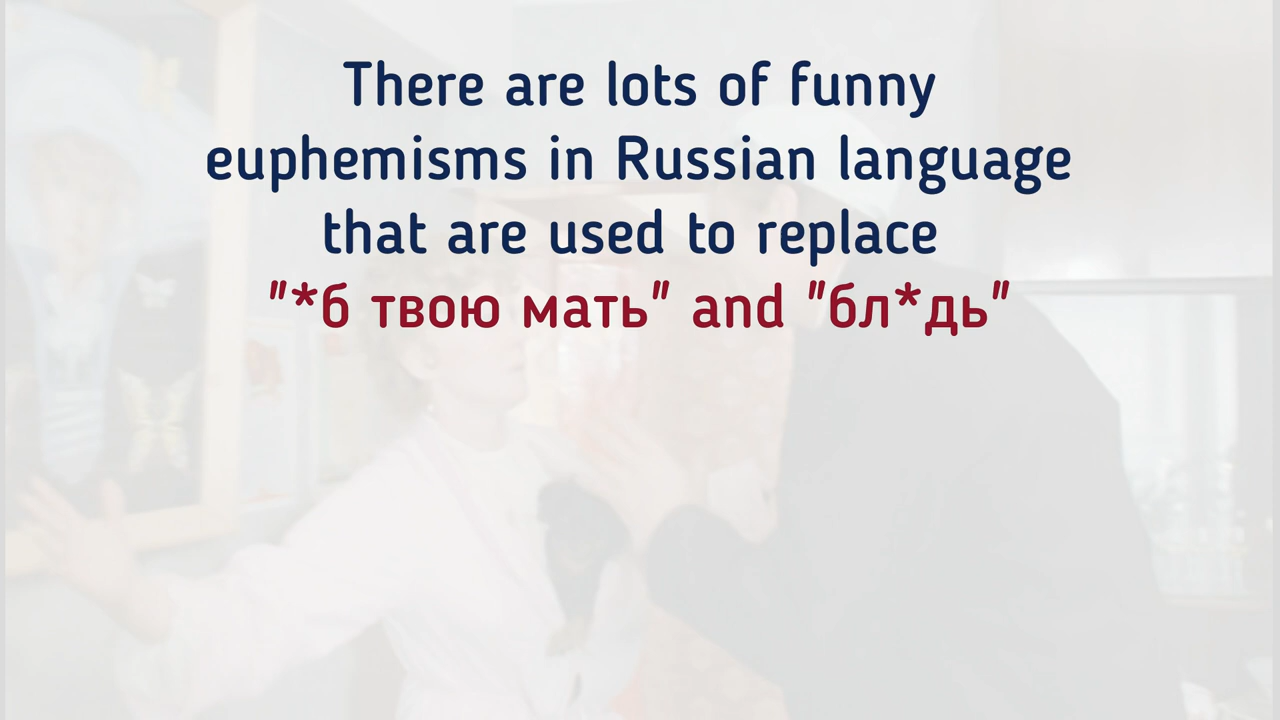 There are lots of funny
euphemisms in Russian language
that are used to replace
"*б твою мать" and "бл*дь"